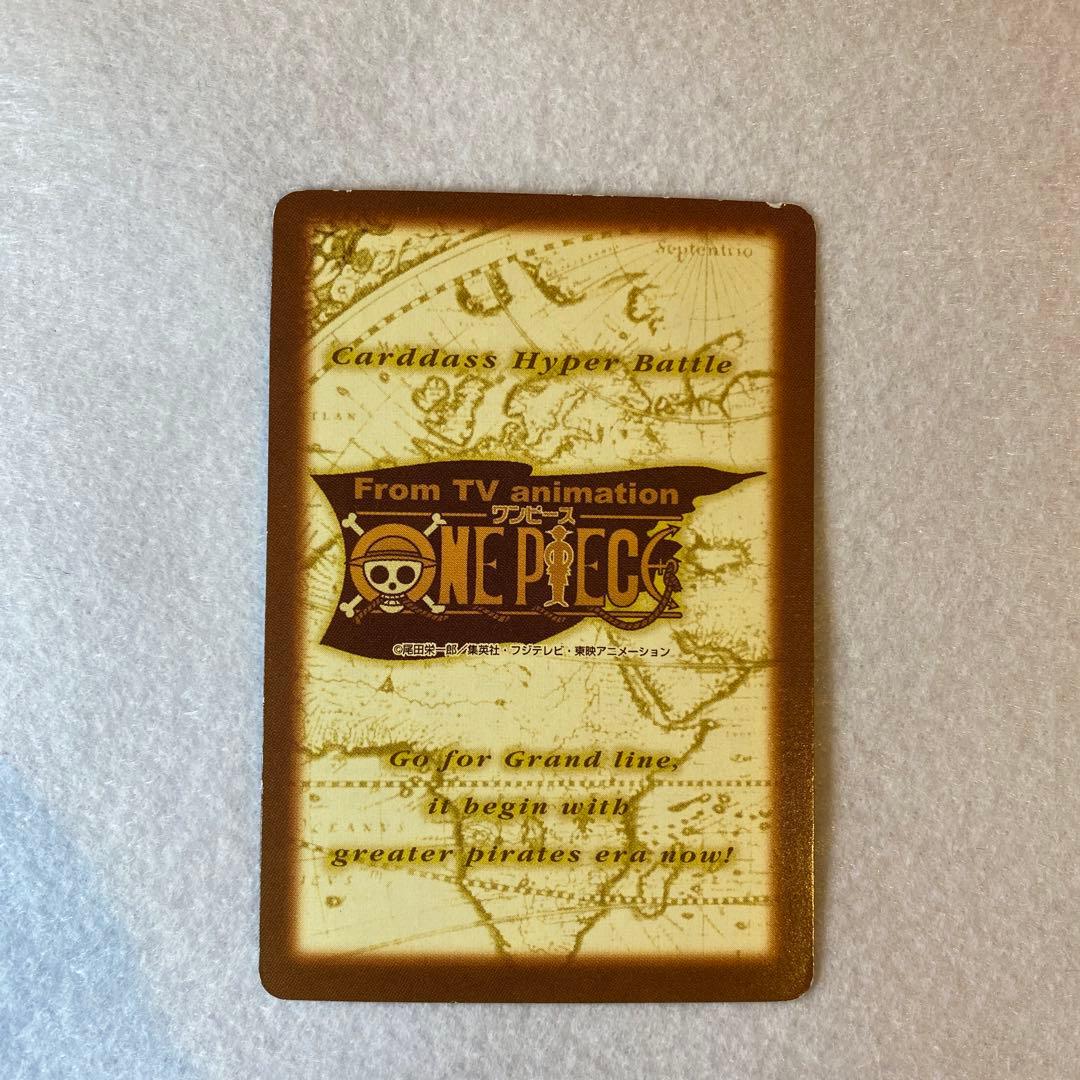 Septentrio
Carddass Hyper Battle
From TV animation
ワンピース
ONE PIECE
©尾田栄一郎／集英社・フジテレビ・東映アニメーション
Go for Grand line,
it begin with
greater pirates era now!